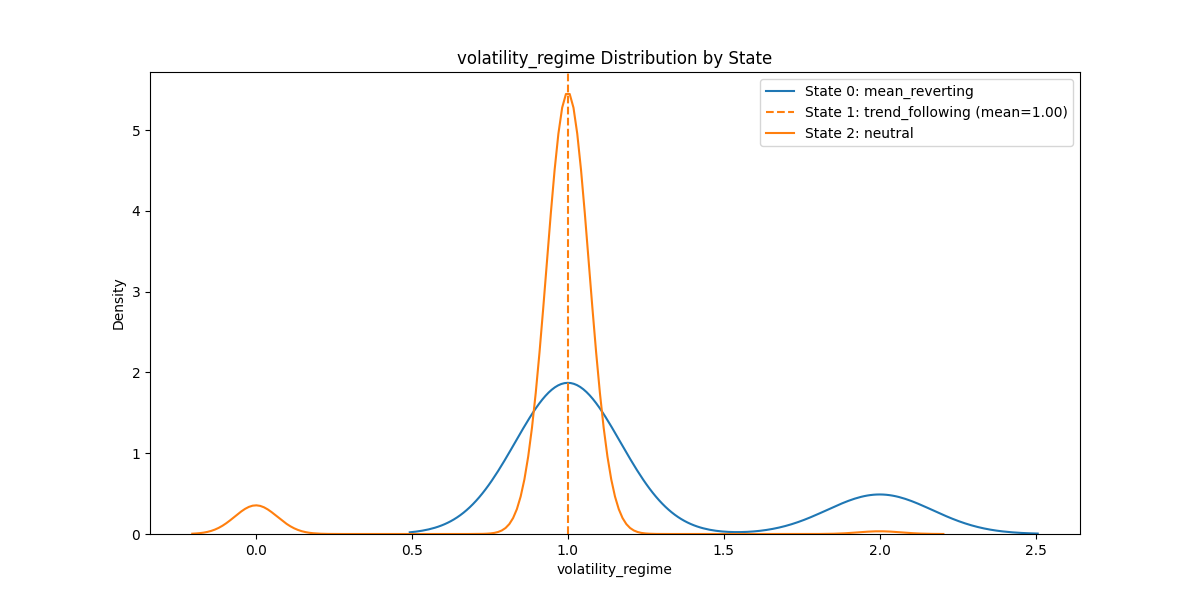 volatility_regime Distribution by State
State 0: mean_reverting
State 1: trend_following (mean=1.00)
State 2: neutral
Density
5
4
3
2
1
0
0.0 0.5 1.0 1.5 2.0 2.5
volatility_regime